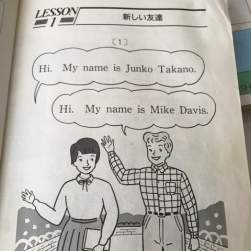 LESSON
1
新しい友達
〔1〕
Hi. My name is Junko Takano.
Hi. My name is Mike Davis.